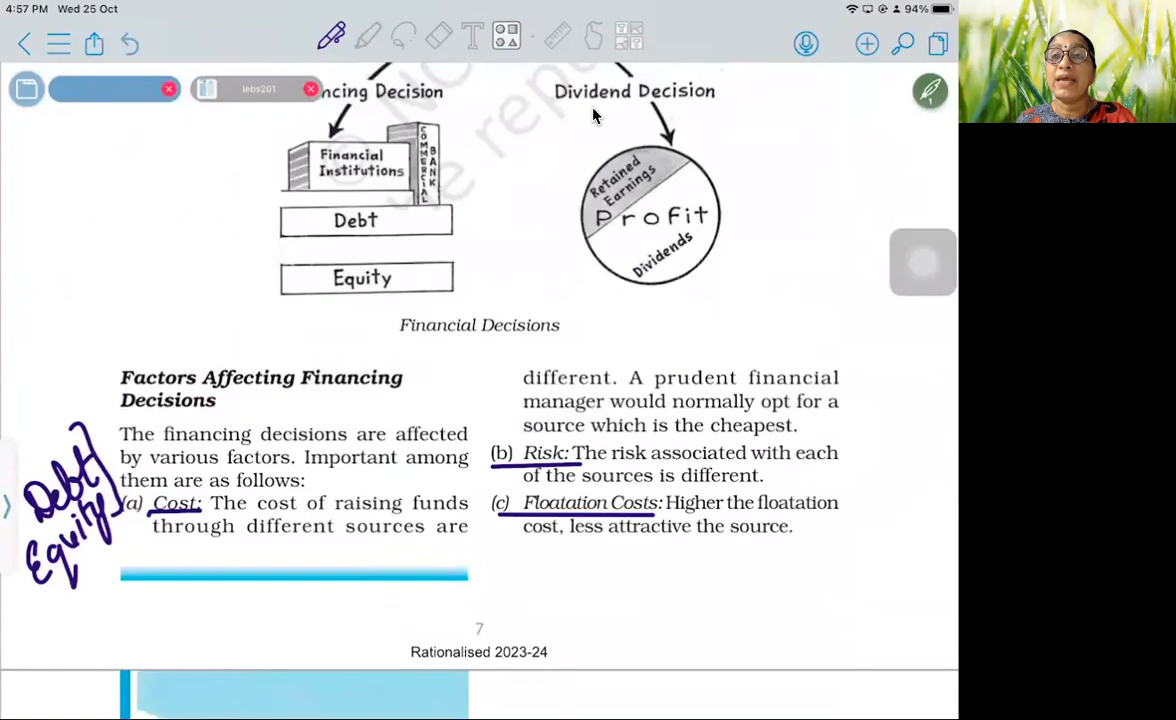 4:57 PM Wed 25 Oct
94%
lebs201
ncing Decision
Dividend Decision
Financial
Institutions
COMMERCIAL
BANK
Debt
Equity
Retained
Earnings
Profit
Dividends
Financial Decisions
Factors Affecting Financing
Decisions
The financing decisions are affected
by various factors. Important among
them are as follows:
(a) Cost: The cost of raising funds
through different sources are
Debt
Equity
different. A prudent financial
manager would normally opt for a
source which is the cheapest.
(b) Risk: The risk associated with each
of the sources is different.
(c) Floatation Costs: Higher the floatation
cost, less attractive the source.
7
Rationalised 2023-24